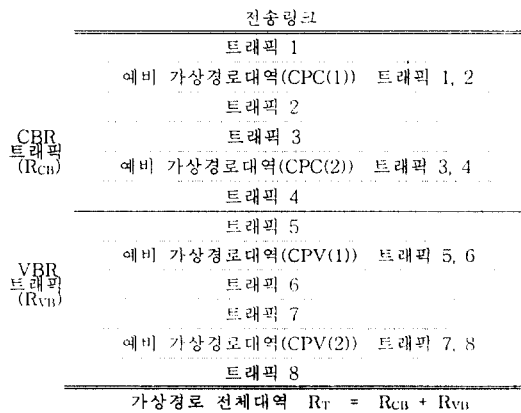 전송링크
트래픽 1
예비 가상경로대역(CPC(1)) 트래픽 1, 2
트래픽 2
CBR
트래픽
(RCB)
트래픽 3
예비 가상경로대역(CPC(2)) 트래픽 3, 4
트래픽 4
트래픽 5
예비 가상경로대역(CPV(1)) 트래픽 5, 6
VBR
트래픽
(RVB)
트래픽 6
트래픽 7
예비 가상경로대역(CPV(2)) 트래픽 7, 8
트래픽 8
가상경로 전체대역 RT = RCB + RVB